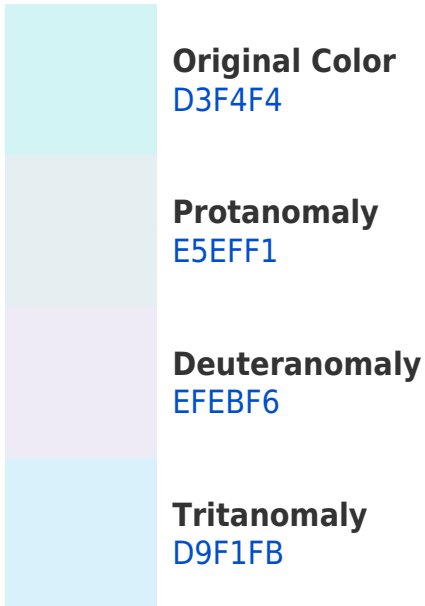 Original Color
D3F4F4
Protanomaly
E5EFF1
Deuteranomaly
EFEBF6
Tritanomaly
D9F1FB